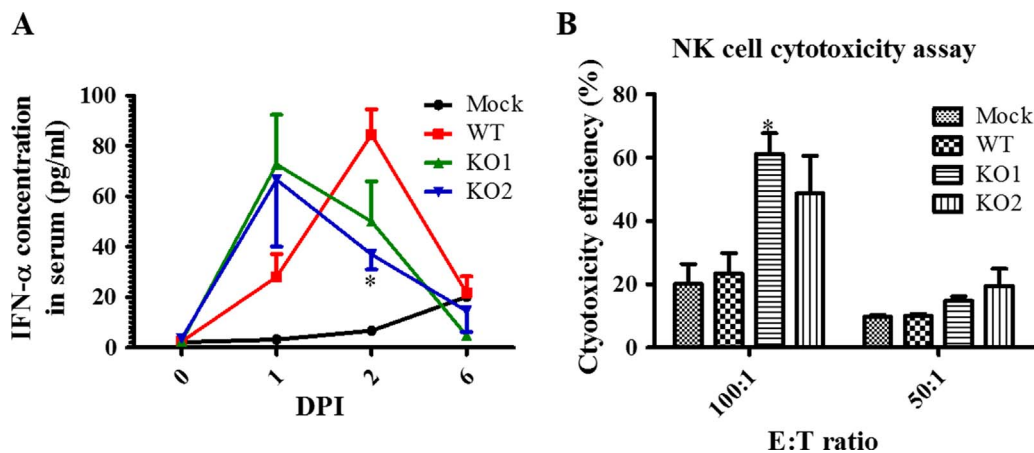 A
IFN-α concentration
in serum (pg/ml)
100
80
60
40
20
0
0
1
2
6
DPI
*
Mock
WT
KO1
KO2
B
NK cell cytotoxicity assay
Ctyotoxicity efficiency (%)
80
60
40
20
0
*
Mock
WT
KO1
KO2
100:1
50:1
E:T ratio